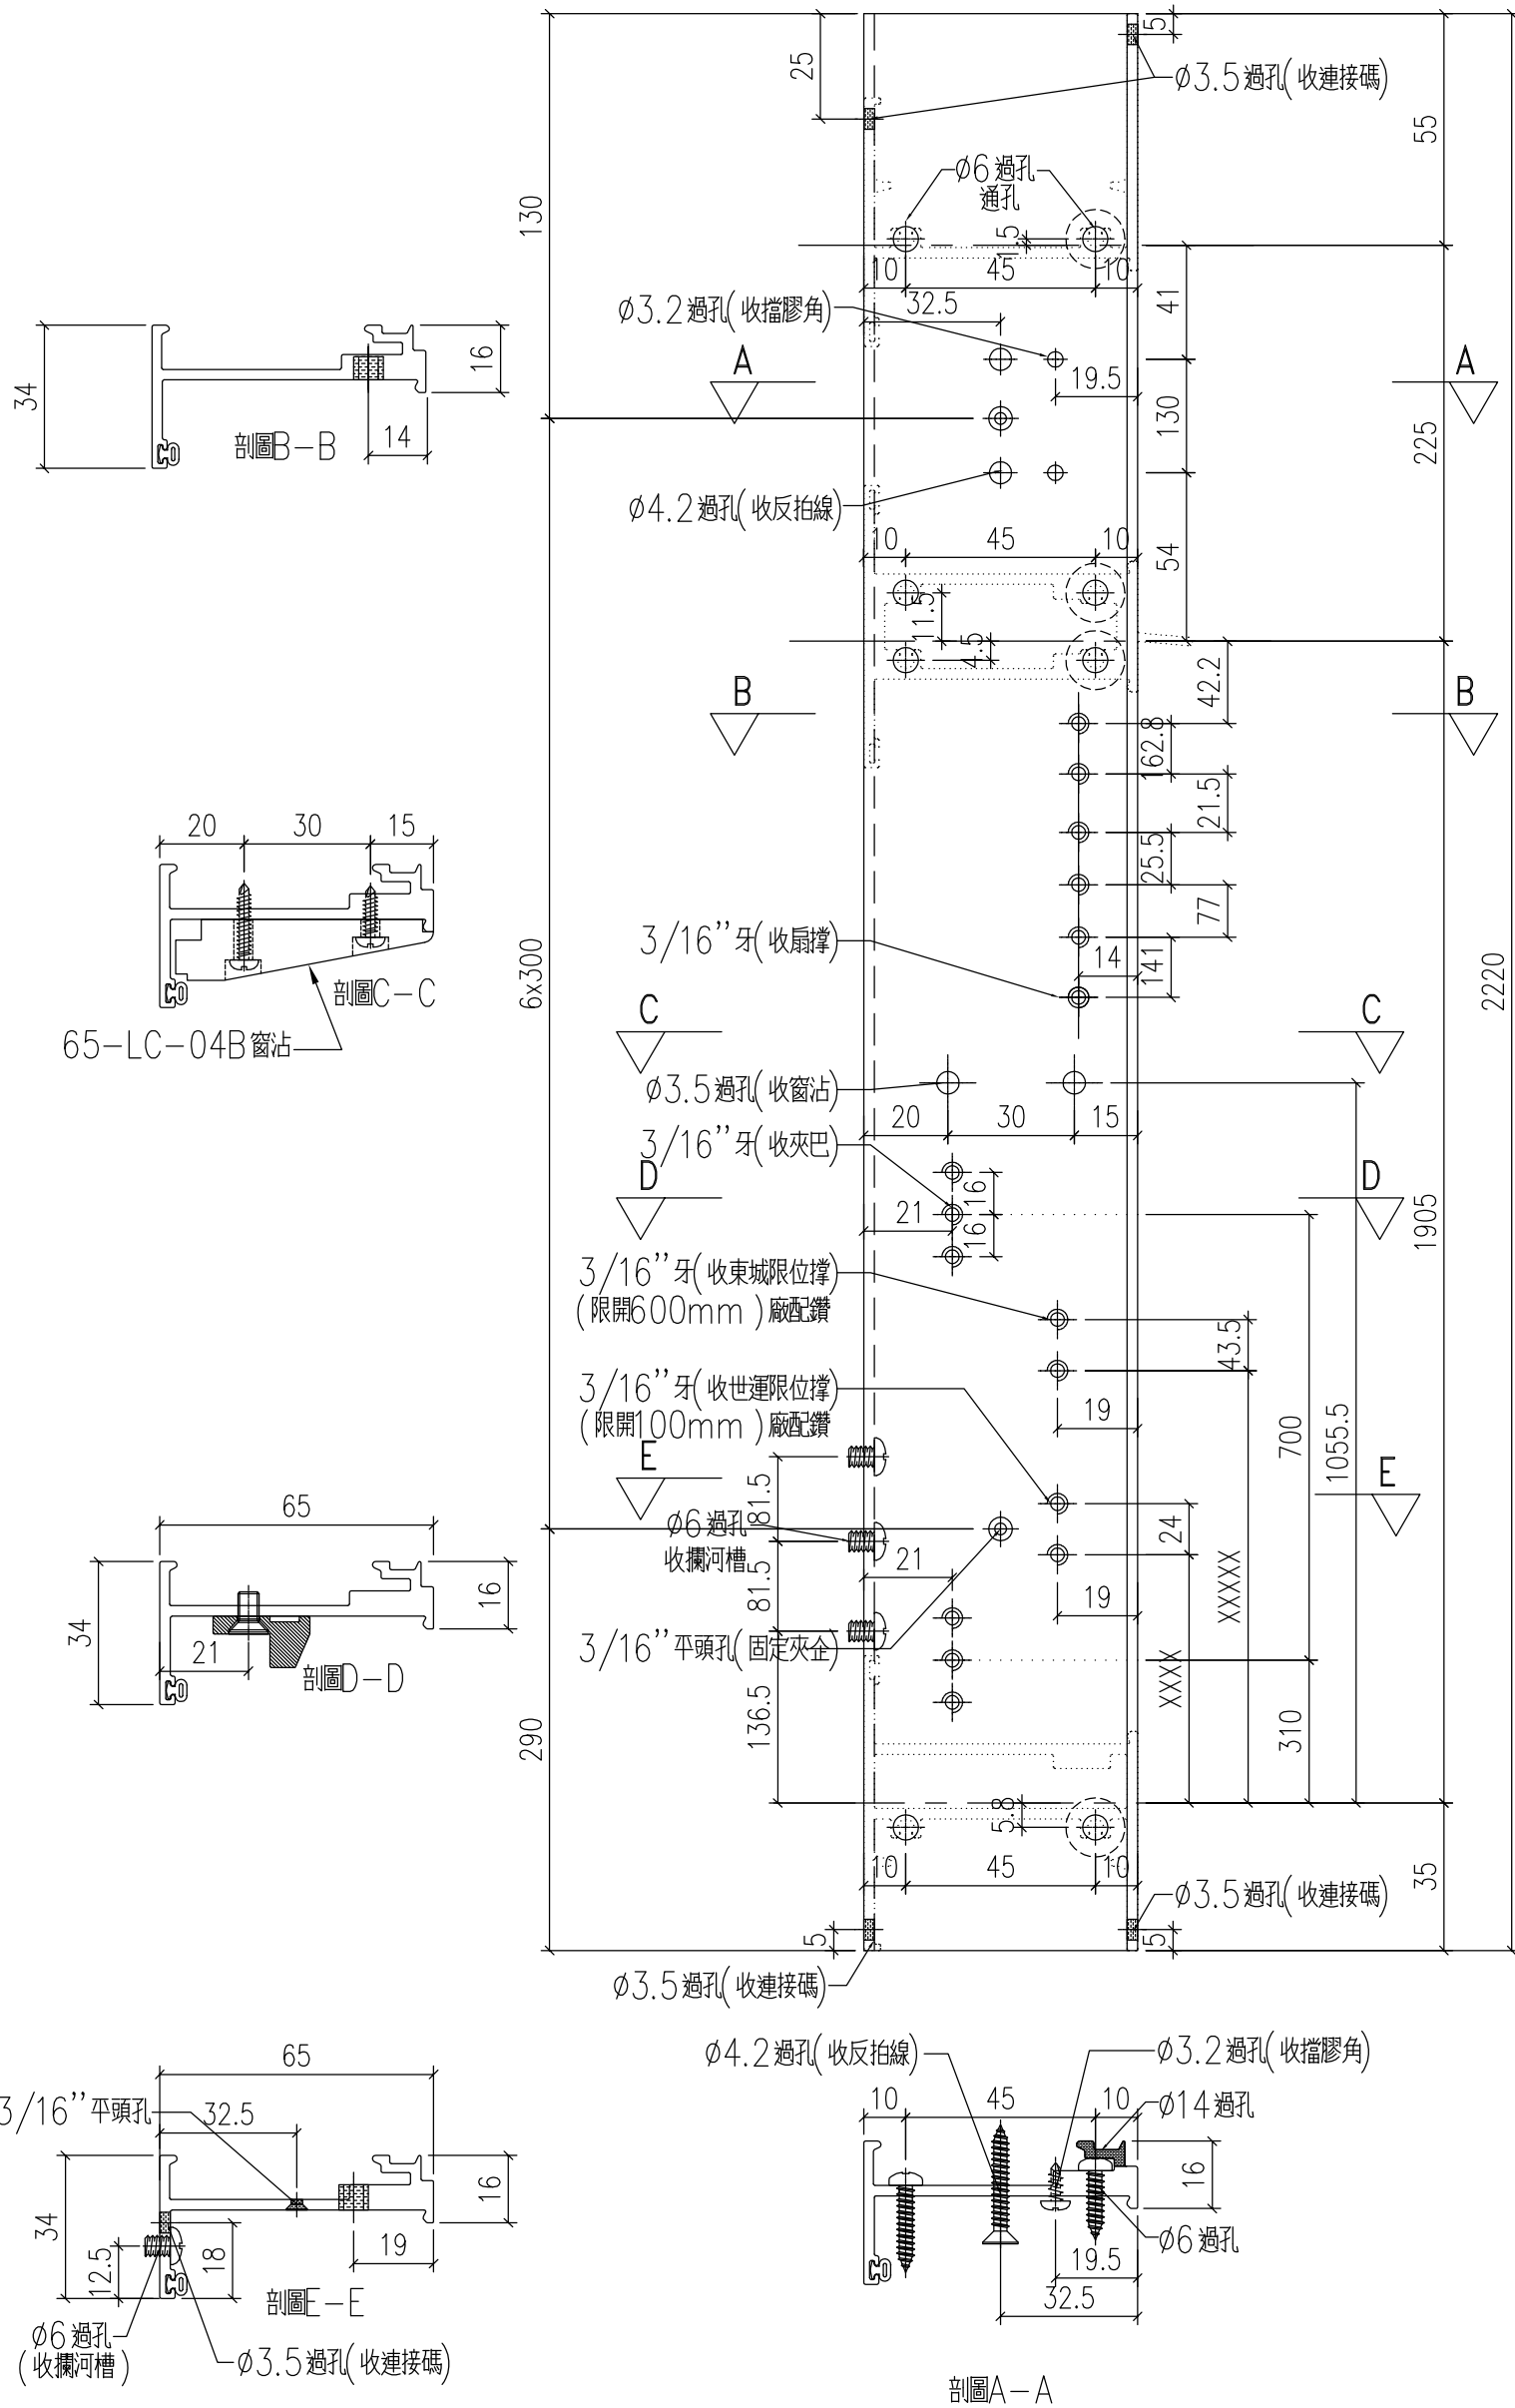 5
25
ø3.5過孔(收連接碼)
55
130
ø6過孔
通孔
1.5
10
45
10
ø3.2過孔(收擋膠角)
32.5
41
A
A
34
16
19.5
130
225
剖圖B-B
14
ø4.2過孔(收反拍線)
10
45
10
54
11.5
4.5
42.2
B
B
162.8
21.5
20
30
15
25.5
77
3/16’’牙(收扇撐)
14
141
2220
6x300
剖圖C-C
C
C
65-LC-04B窗沾
ø3.5過孔(收窗沾)
20
30
15
3/16’’牙(收夾巴)
D
D
16
21
16
1905
3/16’’牙(收東城限位撐)
(限開600mm)廠配鑽
43.5
3/16’’牙(收世運限位撐)
(限開100mm)廠配鑽
19
700
1055.5
E
E
65
81.5
ø6過孔
收攔河槽
24
21
XXXXX
34
16
81.5
19
21
剖圖D-D
3/16’’平頭孔(固定夾企)
XXXX
290
136.5
310
5.8
10
45
10
35
ø3.5過孔(收連接碼)
5
5
ø3.5過孔(收連接碼)
65
3/16’’平頭孔
32.5
34
16
12.5
18
19
剖圖E-E
ø6過孔
(收攔河槽)
ø3.5過孔(收連接碼)
ø4.2過孔(收反拍線)
ø3.2過孔(收擋膠角)
10
45
10
ø14過孔
16
ø6過孔
19.5
32.5
剖圖A-A